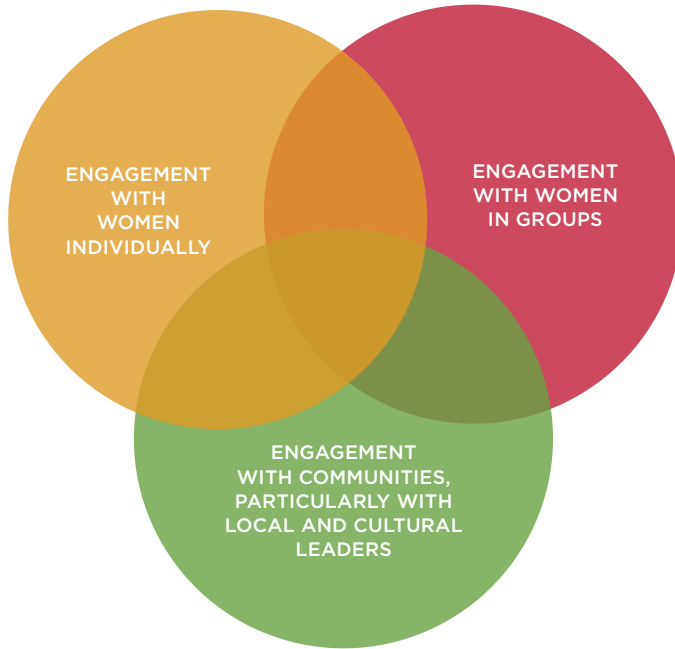 ENGAGEMENT
WITH
WOMEN
INDIVIDUALLY
ENGAGEMENT
WITH WOMEN
IN GROUPS
ENGAGEMENT
WITH COMMUNITIES,
PARTICULARLY WITH
LOCAL AND CULTURAL
LEADERS